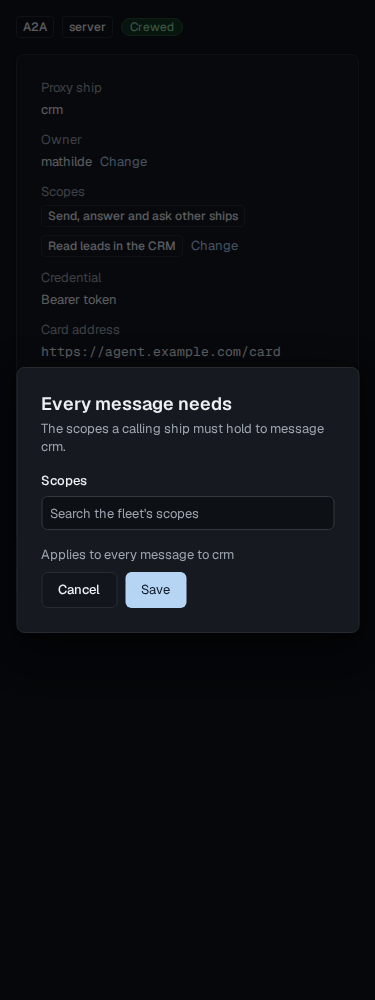 A2A server Crewed
Proxy ship
crm
Owner
mathilde Change
Scopes
Send, answer and ask other ships
Read leads in the CRM Change
Credential
Bearer token
Card address
https://agent.example.com/card
Every message needs
The scopes a calling ship must hold to message
crm.
Scopes
Search the fleet's scopes
Applies to every message to crm
Cancel Save